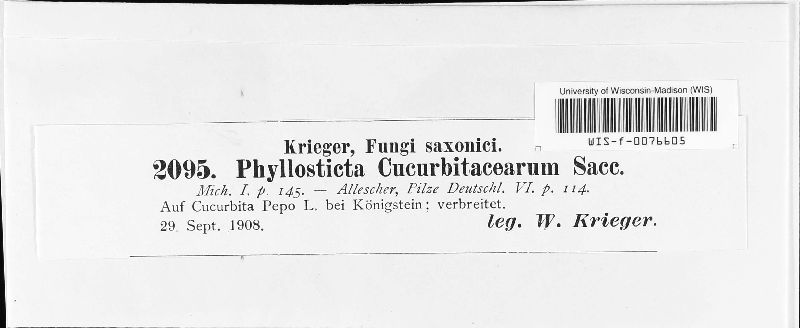 University of Wisconsin-Madison (WIS)
WIS-f-0076605
Krieger, Fungi saxonici.
2095. Phyllosticta Cucurbitacearum Sacc.
Mich. I. p. 145. — Allescher, Pilze Deutschl. VI. p. 114.
Auf Cucurbita Pepo L. bei Königstein; verbreitet.
29. Sept. 1908.
leg. W. Krieger.